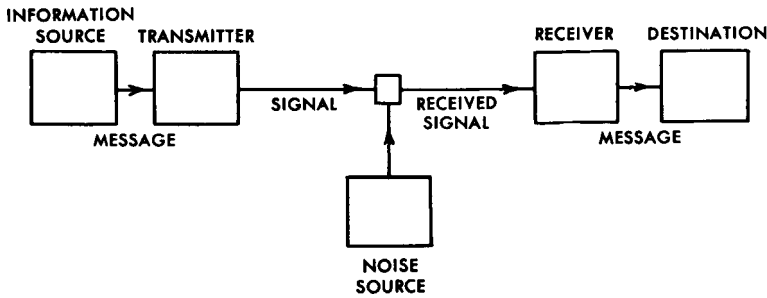 INFORMATION
SOURCE
TRANSMITTER
RECEIVER
DESTINATION
SIGNAL
RECEIVED
SIGNAL
MESSAGE
MESSAGE
NOISE
SOURCE